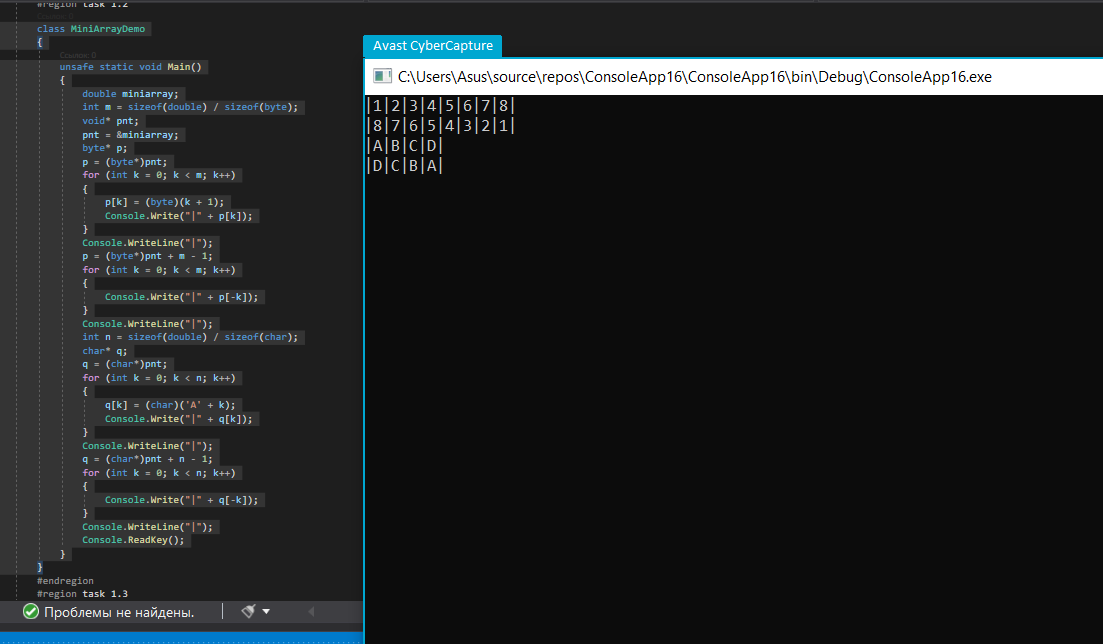 #region task 1.2
class MiniArrayDemo
{
Ссылок: 0
unsafe static void Main()
{
double miniarray;
int m = sizeof(double) / sizeof(byte);
void* pnt;
pnt = &miniarray;
byte* p;
p = (byte*)pnt;
for (int k = 0; k < m; k++)
{
p[k] = (byte)(k + 1);
Console.Write("|" + p[k]);
}
Console.WriteLine("|");
p = (byte*)pnt + m - 1;
for (int k = 0; k < m; k++)
{
Console.Write("|" + p[-k]);
}
Console.WriteLine("|");
int n = sizeof(double) / sizeof(char);
char* q;
q = (char*)pnt;
for (int k = 0; k < n; k++)
{
q[k] = (char)('A' + k);
Console.Write("|" + q[k]);
}
Console.WriteLine("|");
q = (char*)pnt + n - 1;
for (int k = 0; k < n; k++)
{
Console.Write("|" + q[-k]);
}
Console.WriteLine("|");
Console.ReadKey();
}
}
#endregion
#region task 1.3
Проблемы не найдены.
Avast CyberCapture
C:\Users\Asus\source\repos\ConsoleApp16\ConsoleApp16\bin\Debug\ConsoleApp16.exe
|1|2|3|4|5|6|7|8|
|8|7|6|5|4|3|2|1|
|A|B|C|D|
|D|C|B|A|